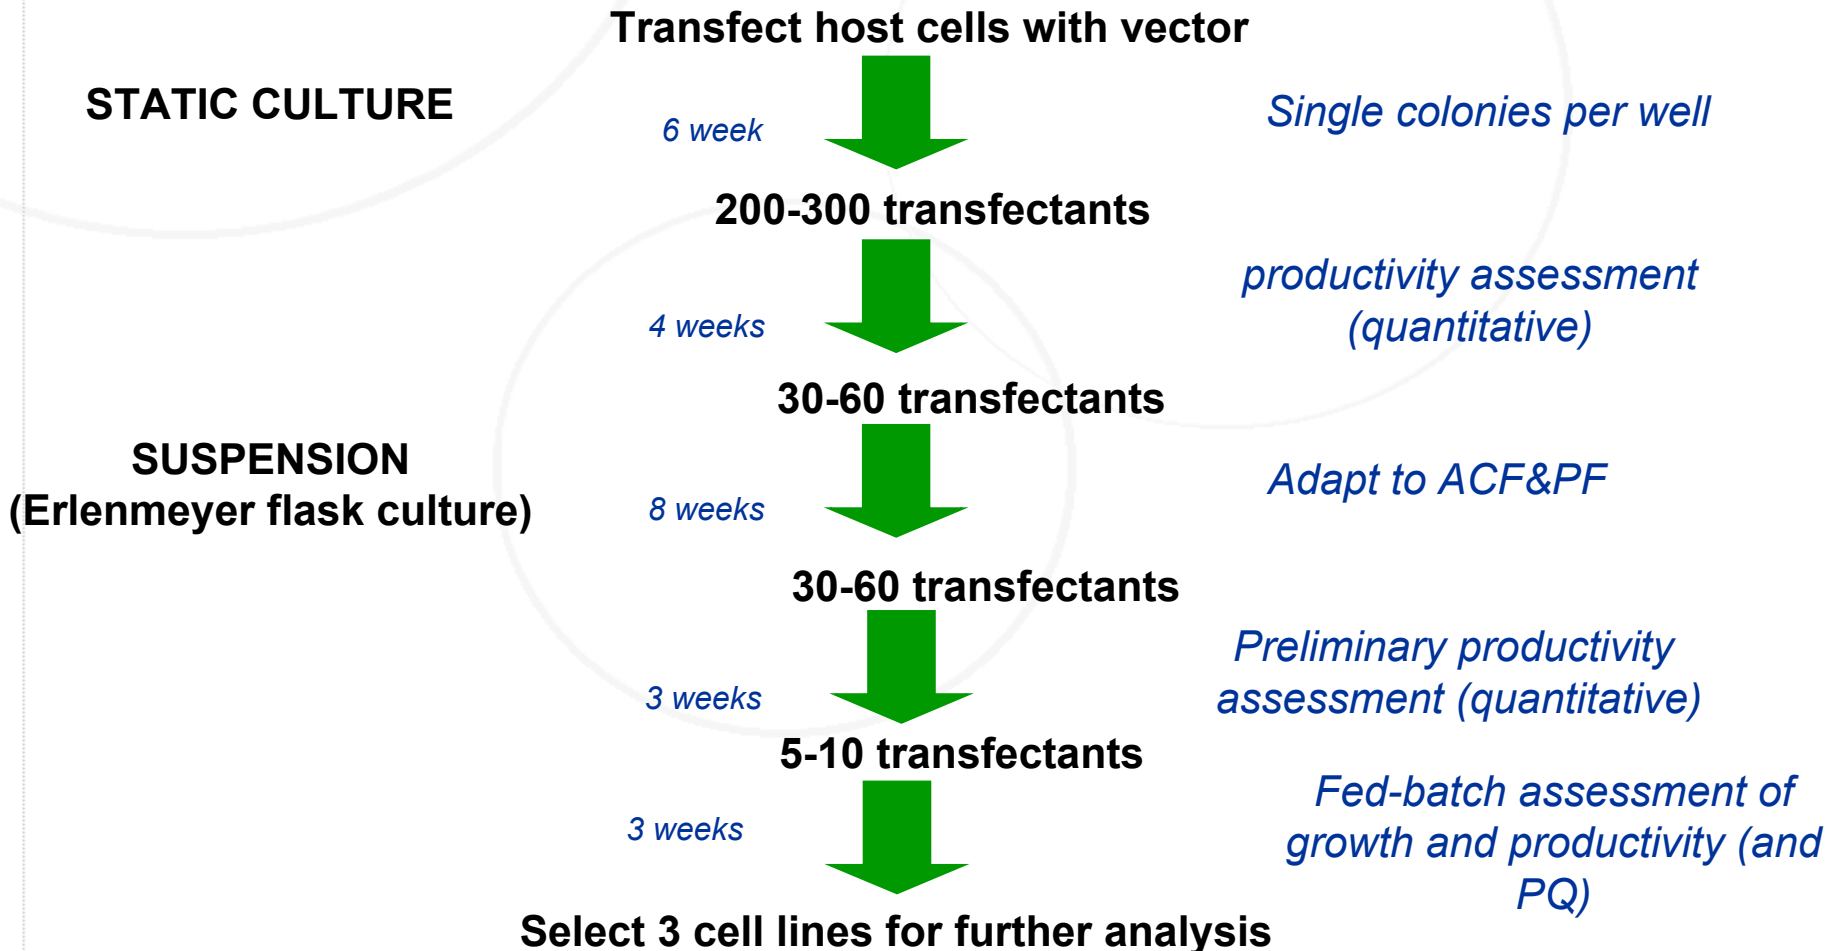 Transfect host cells with vector
STATIC CULTURE
6 week
Single colonies per well
200-300 transfectants
4 weeks
productivity assessment
(quantitative)
30-60 transfectants
SUSPENSION
(Erlenmeyer flask culture)
8 weeks
Adapt to ACF&PF
30-60 transfectants
3 weeks
Preliminary productivity
assessment (quantitative)
5-10 transfectants
3 weeks
Fed-batch assessment of
growth and productivity (and
PQ)
Select 3 cell lines for further analysis